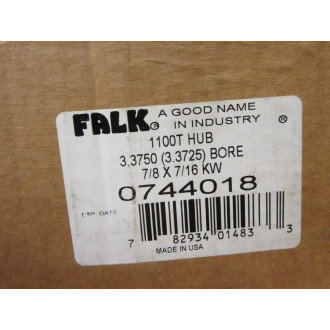 FALK® A GOOD NAME
IN INDUSTRY ®
1100T HUB
3.3750 (3.3725) BORE
7/8 X 7/16 KW
0744018
EXP. DATE
7 82934 01483 3
MADE IN USA